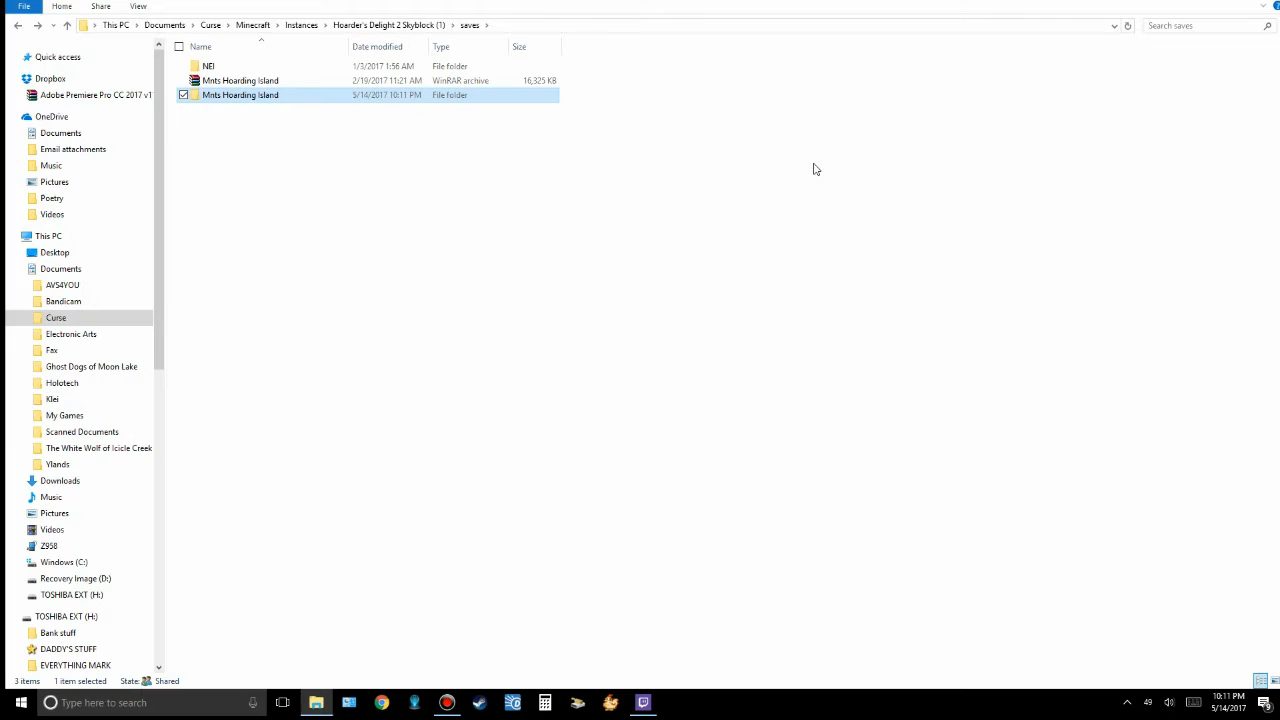 File Home Share View
This PC Documents Curse Minecraft Instances Hoarder's Delight 2 Skyblock (1) saves Search saves
Name Date modified Type Size
Quick access
Dropbox
Adobe Premiere Pro CC 2017 v1
OneDrive
Documents
Email attachments
Music
Pictures
Poetry
Videos
This PC
Desktop
Documents
AVS4YOU
Bandicam
Curse
Electronic Arts
Fax
Ghost Dogs of Moon Lake
Holotech
Klei
My Games
Scanned Documents
The White Wolf of Icicle Creek
Ylands
Downloads
Music
Pictures
Videos
Z958
Windows (C:)
Recovery Image (D:)
TOSHIBA EXT (H:)
TOSHIBA EXT (H:)
Bank stuff
DADDY'S STUFF
EVERYTHING MARK
NEI 1/3/2017 1:56 AM File folder
Mnts Hoarding Island 2/19/2017 11:21 AM WinRAR archive 16,325 KB
Mnts Hoarding Island 5/14/2017 10:11 PM File folder
3 items 1 item selected State: Shared
Type here to search
49
10:11 PM
5/14/2017